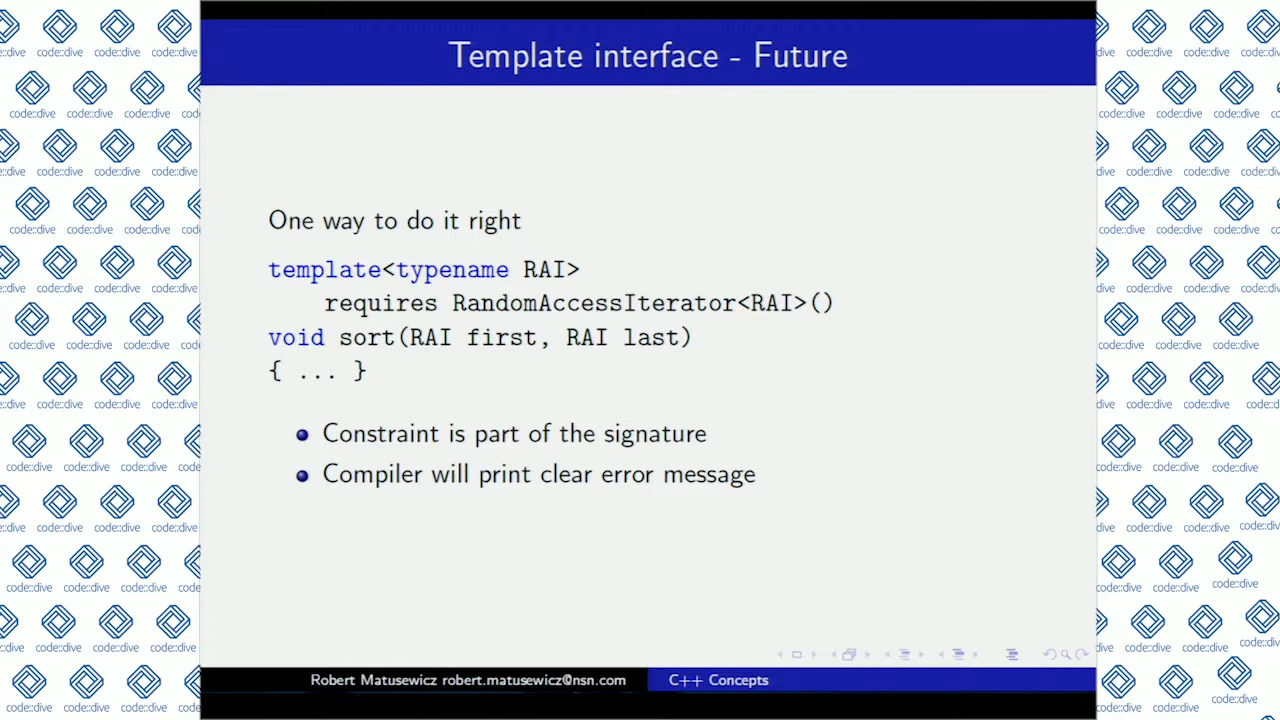 Template interface - Future
One way to do it right
template<typename RAI>
requires RandomAccessIterator<RAI>()
void sort(RAI first, RAI last)
{ ... }
Constraint is part of the signature
Compiler will print clear error message
Robert Matusewicz robert.matusewicz@nsn.com
C++ Concepts
code::dive